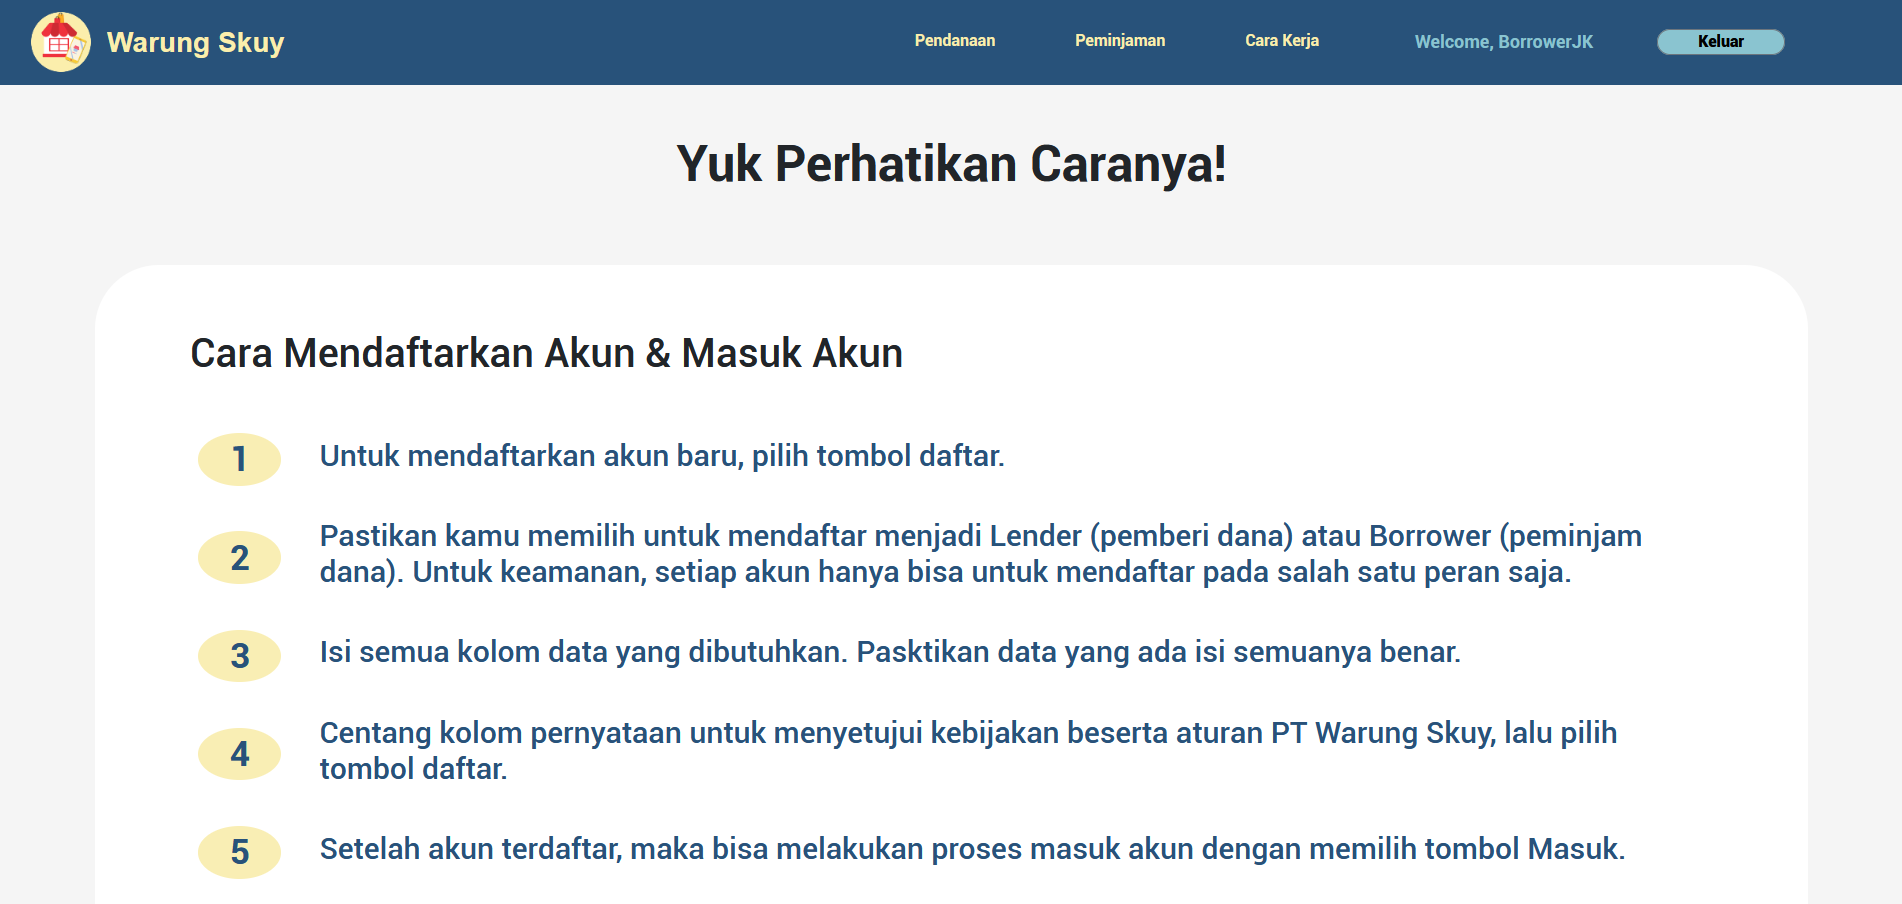 Warung Skuy
Pendanaan
Peminjaman
Cara Kerja
Welcome, BorrowerJK
Keluar
Yuk Perhatikan Caranya!
Cara Mendaftarkan Akun & Masuk Akun
1
Untuk mendaftarkan akun baru, pilih tombol daftar.
2
Pastikan kamu memilih untuk mendaftar menjadi Lender (pemberi dana) atau Borrower (peminjam
dana). Untuk keamanan, setiap akun hanya bisa untuk mendaftar pada salah satu peran saja.
3
Isi semua kolom data yang dibutuhkan. Pasktikan data yang ada isi semuanya benar.
4
Centang kolom pernyataan untuk menyetujui kebijakan beserta aturan PT Warung Skuy, lalu pilih
tombol daftar.
5
Setelah akun terdaftar, maka bisa melakukan proses masuk akun dengan memilih tombol Masuk.